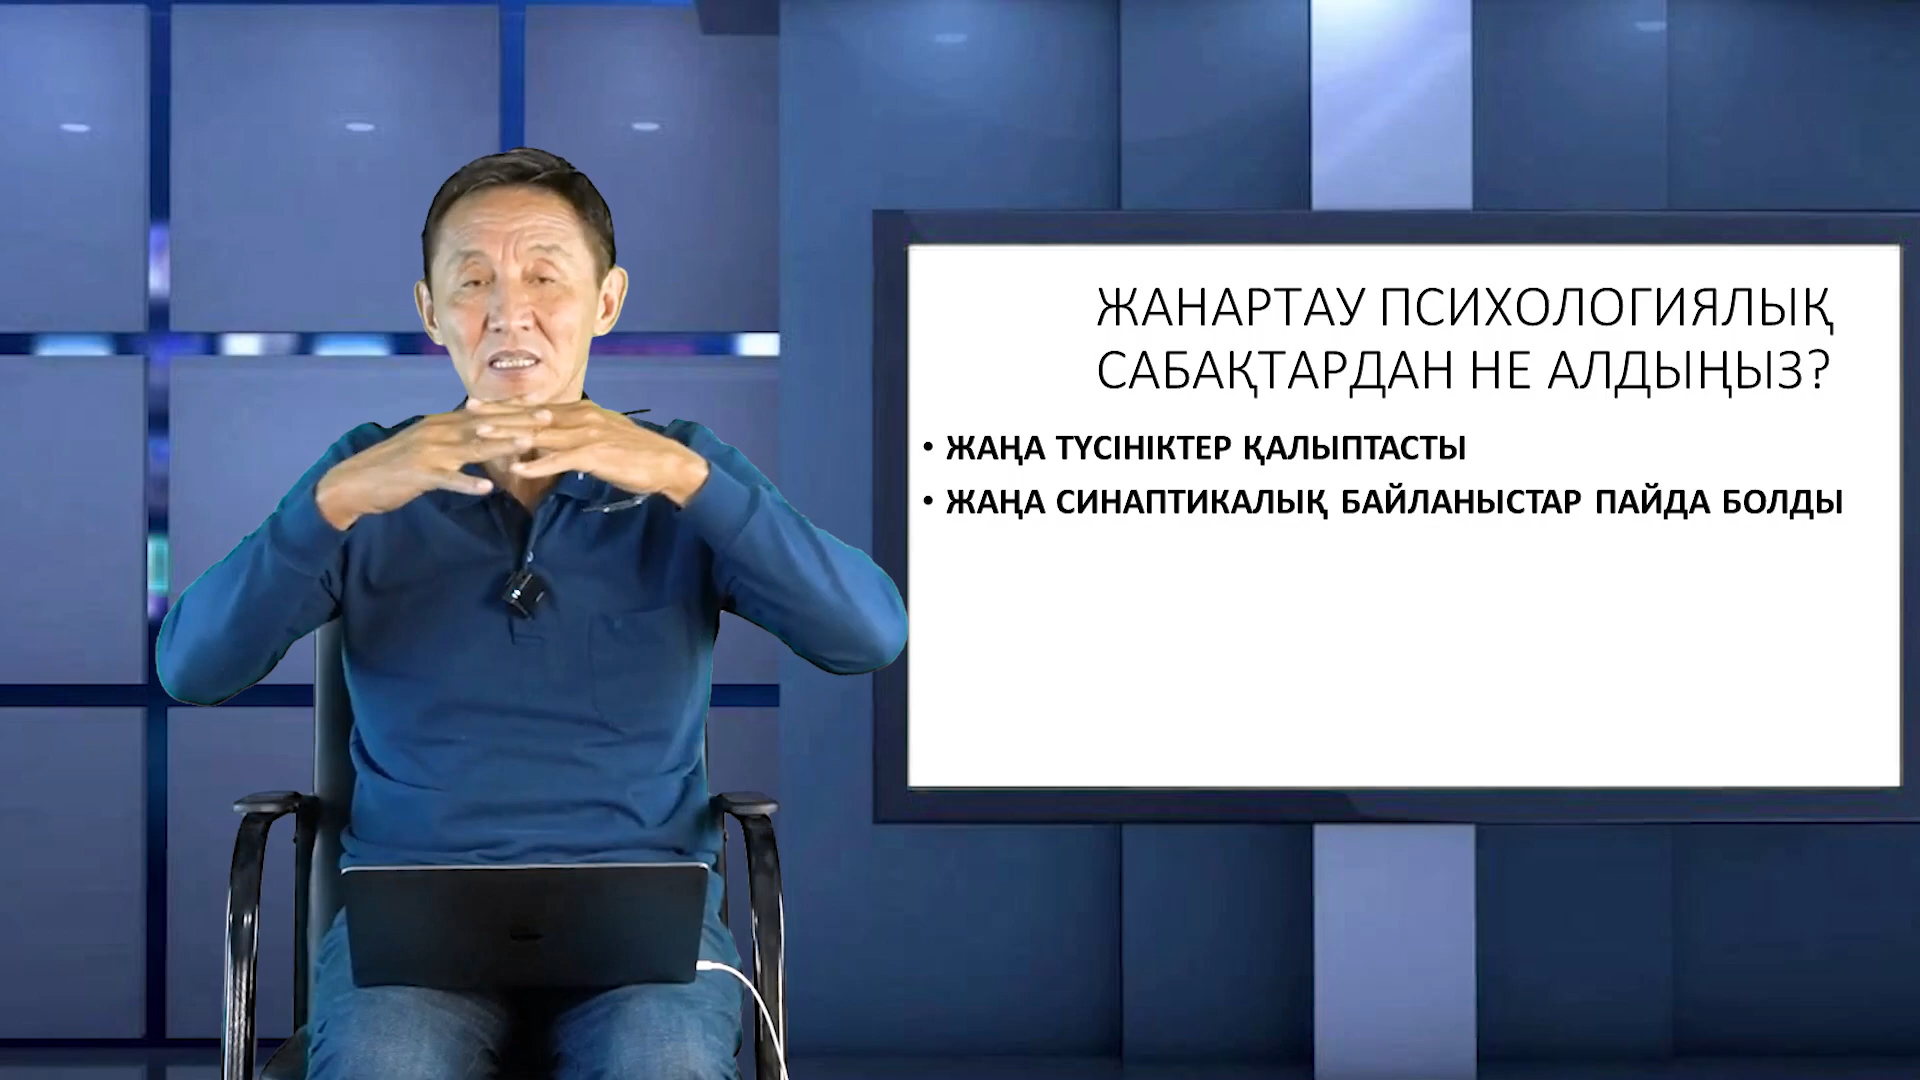 ЖАНАРТАУ ПСИХОЛОГИЯЛЫҚ
САБАҚТАРДАН НЕ АЛДЫҢЫЗ?
• ЖАҢА ТҮСІНІКТЕР ҚАЛЫПТАСТЫ
• ЖАҢА СИНАПТИКАЛЫҚ БАЙЛАНЫСТАР ПАЙДА БОЛДЫ